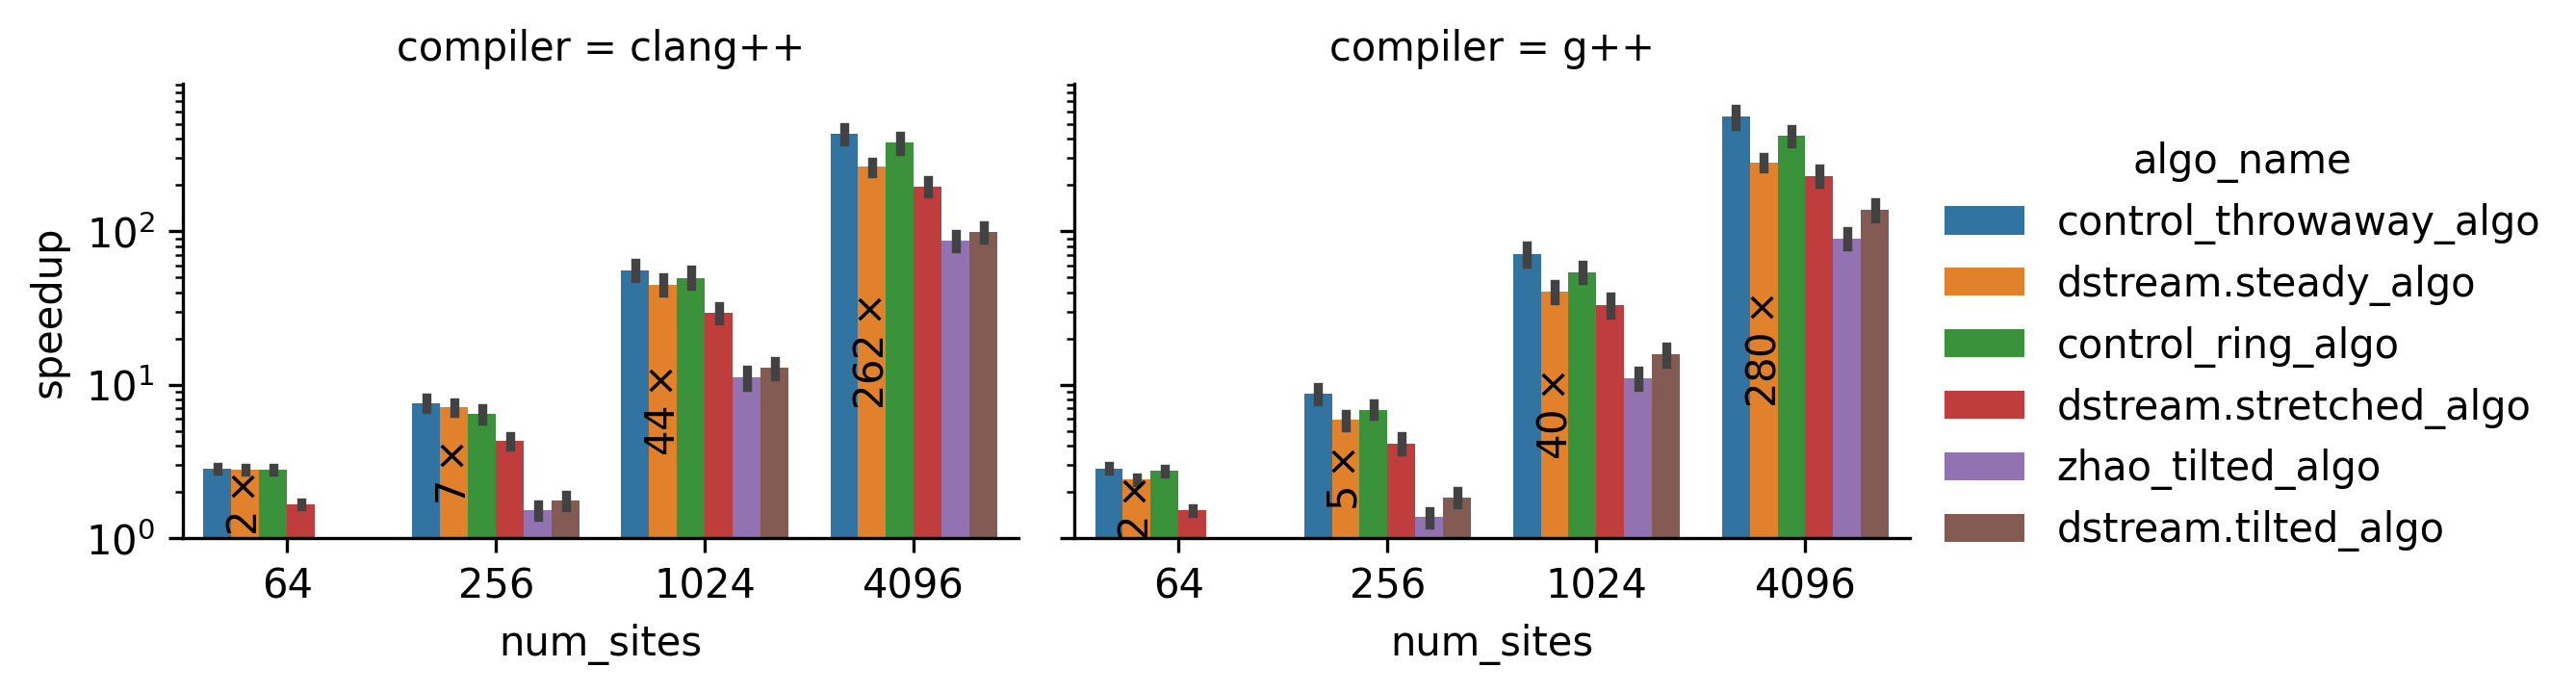 compiler = clang++
compiler = g++
speedup
10²
10¹
10⁰
2 ×
7 ×
44 ×
262 ×
2 ×
5 ×
40 ×
280 ×
64 256 1024 4096
64 256 1024 4096
num_sites
num_sites
algo_name
control_throwaway_algo
dstream.steady_algo
control_ring_algo
dstream.stretched_algo
zhao_tilted_algo
dstream.tilted_algo